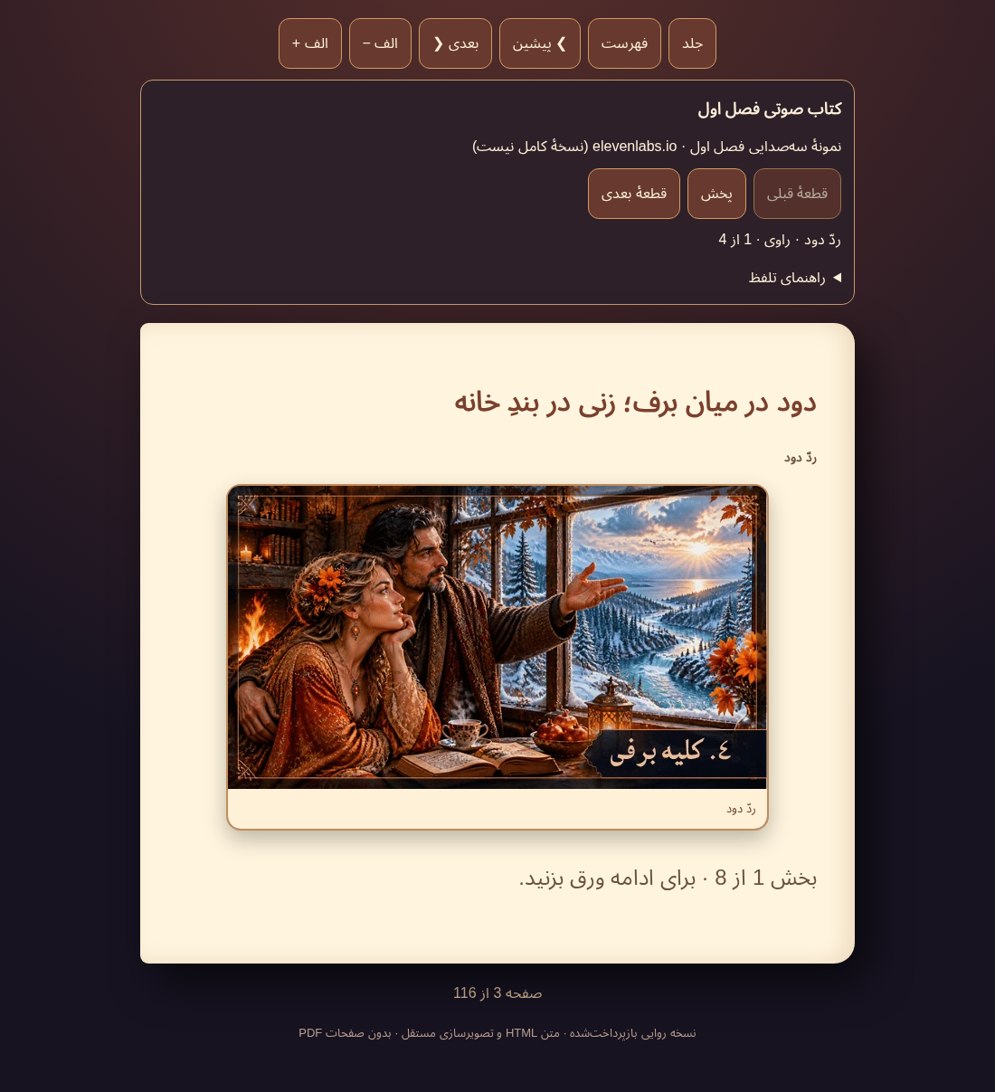 جلد
فهرست
❯ پیشین
بعدی ❮
الف −
الف +
کتاب صوتی فصل اول
نمونهٔ سه‌صدایی فصل اول · elevenlabs.io (نسخهٔ کامل نیست)
قطعهٔ قبلی
پخش
قطعهٔ بعدی
ردّ دود · راوی · 1 از 4
◀ راهنمای تلفظ
دود در میان برف؛ زنی در بندِ خانه
ردّ دود
٤. کلبه برفی
ردّ دود
بخش 1 از 8 · برای ادامه ورق بزنید.
صفحه 3 از 116
نسخه روایی بازپرداخت‌شده · متن HTML و تصویرسازی مستقل · بدون صفحات PDF